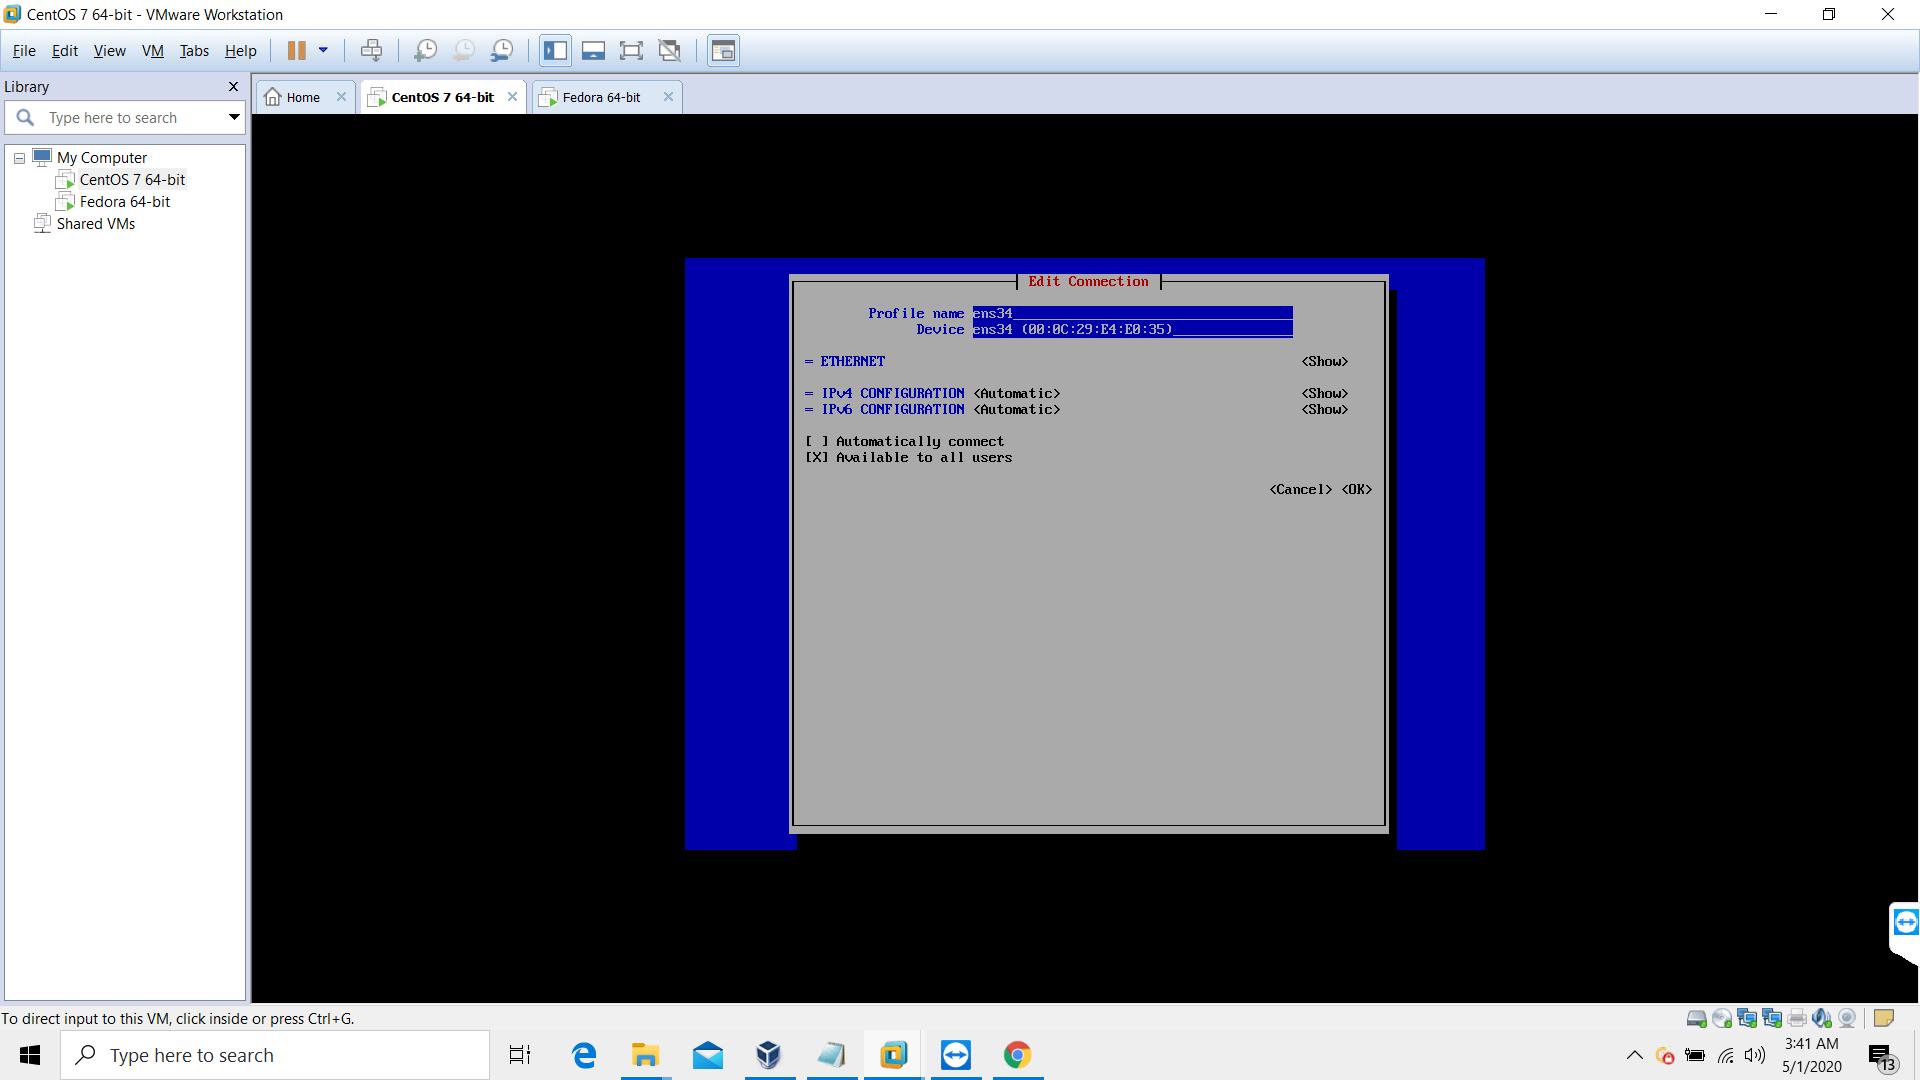 CentOS 7 64-bit - VMware Workstation
File Edit View VM Tabs Help
Library
Home
CentOS 7 64-bit
Fedora 64-bit
Type here to search
My Computer
CentOS 7 64-bit
Fedora 64-bit
Shared VMs
Edit Connection
Profile name ens34
Device ens34 (00:0C:29:E4:E0:35)
= ETHERNET <Show>
= IPv4 CONFIGURATION <Automatic> <Show>
= IPv6 CONFIGURATION <Automatic> <Show>
[ ] Automatically connect
[X] Available to all users
<Cancel> <OK>
To direct input to this VM, click inside or press Ctrl+G.
Type here to search
3:41 AM
5/1/2020
13